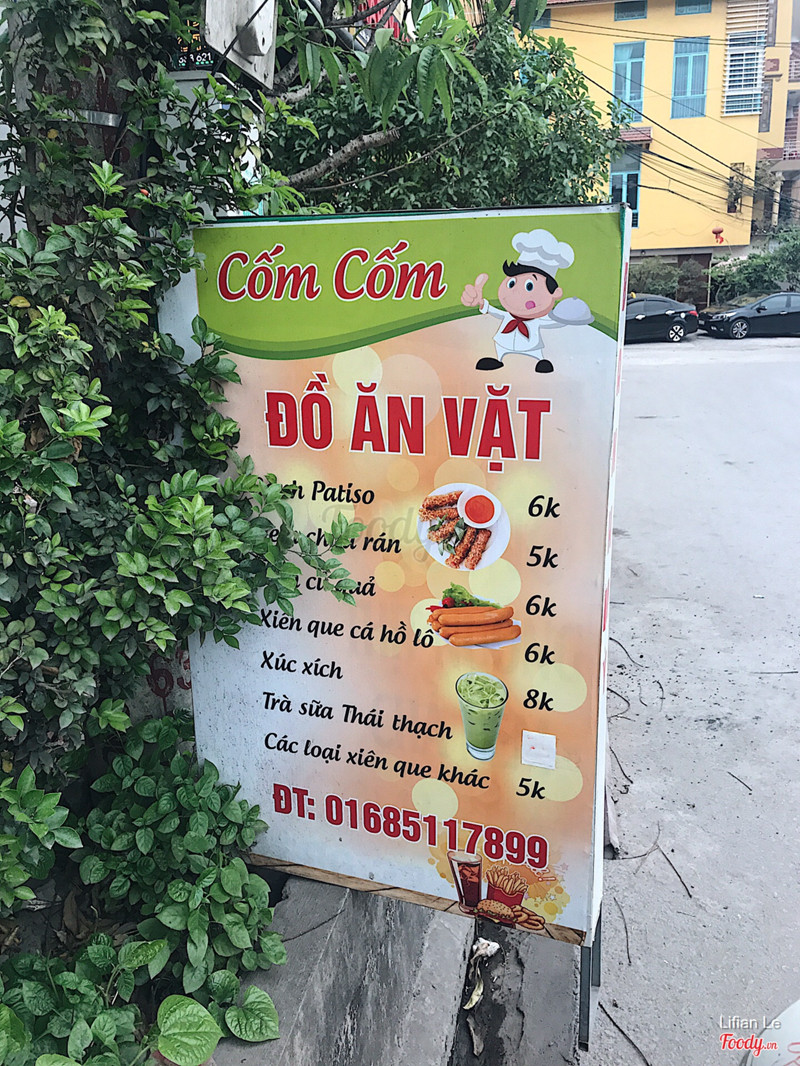 Cốm Cốm
ĐỒ ĂN VẶT
Patiso 6k
rán 5k
6k
Xiên que cá hồ lô 6k
Xúc xích 8k
Trà sữa Thái thạch
Các loại xiên que khác 5k
ĐT: 01685117899
Foody
Lifian Le
Foody.vn